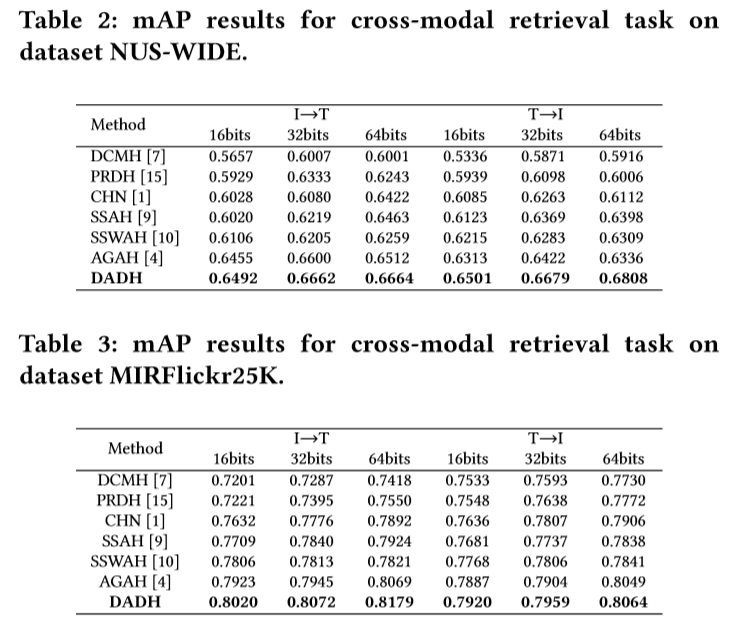 Table 2: mAP results for cross-modal retrieval task on
dataset NUS-WIDE.
Method I→T T→I
16bits 32bits 64bits 16bits 32bits 64bits
DCMH [7] 0.5657 0.6007 0.6001 0.5336 0.5871 0.5916
PRDH [15] 0.5929 0.6333 0.6243 0.5939 0.6098 0.6006
CHN [1] 0.6028 0.6080 0.6422 0.6085 0.6263 0.6112
SSAH [9] 0.6020 0.6219 0.6463 0.6123 0.6369 0.6398
SSWAH [10] 0.6106 0.6205 0.6259 0.6215 0.6283 0.6309
AGAH [4] 0.6455 0.6600 0.6512 0.6313 0.6422 0.6336
DADH 0.6492 0.6662 0.6664 0.6501 0.6679 0.6808
Table 3: mAP results for cross-modal retrieval task on
dataset MIRFlickr25K.
Method I→T T→I
16bits 32bits 64bits 16bits 32bits 64bits
DCMH [7] 0.7201 0.7287 0.7418 0.7533 0.7593 0.7730
PRDH [15] 0.7221 0.7395 0.7550 0.7548 0.7638 0.7772
CHN [1] 0.7632 0.7776 0.7892 0.7636 0.7807 0.7906
SSAH [9] 0.7709 0.7840 0.7924 0.7681 0.7737 0.7838
SSWAH [10] 0.7806 0.7813 0.7821 0.7768 0.7806 0.7841
AGAH [4] 0.7923 0.7945 0.8069 0.7887 0.7904 0.8049
DADH 0.8020 0.8072 0.8179 0.7920 0.7959 0.8064